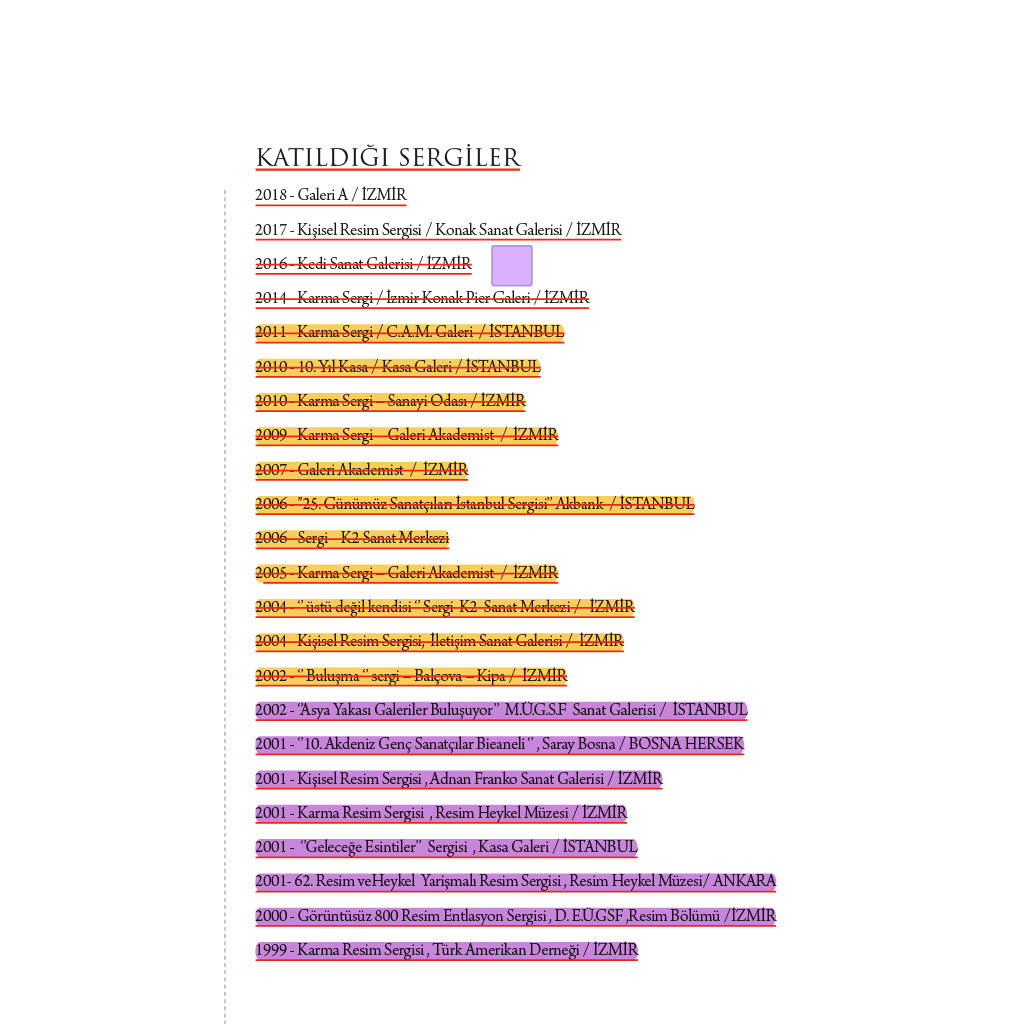 KATILDIĞI SERGİLER
2018 - Galeri A / İZMİR
2017 - Kişisel Resim Sergisi / Konak Sanat Galerisi / İZMİR
2016 - Kedi Sanat Galerisi / İZMİR
2014 - Karma Sergi / İzmir Konak Pier Galeri / İZMİR
2011 - Karma Sergi / C.A.M. Galeri / İSTANBUL
2010 - 10. Yıl Kasa / Kasa Galeri / İSTANBUL
2010 - Karma Sergi – Sanayi Odası / İZMİR
2009 - Karma Sergi - Galeri Akademist / İZMİR
2007 - Galeri Akademist / İZMİR
2006 - ”25. Günümüz Sanatçıları İstanbul Sergisi” Akbank / İSTANBUL
2006 - Sergi - K2 Sanat Merkezi
2005 - Karma Sergi – Galeri Akademist / İZMİR
2004 - “ üstü değil kendisi “ Sergi K2 Sanat Merkezi / İZMİR
2004 - Kişisel Resim Sergisi, İletişim Sanat Galerisi / İZMİR
2002 - “ Buluşma “ sergi – Balçova – Kipa / İZMİR
2002 - “Asya Yakası Galeriler Buluşuyor” M.Ü.G.S.F Sanat Galerisi / İSTANBUL
2001 - “10. Akdeniz Genç Sanatçılar Bieaneli “ , Saray Bosna / BOSNA HERSEK
2001 - Kişisel Resim Sergisi , Adnan Franko Sanat Galerisi / İZMİR
2001 - Karma Resim Sergisi , Resim Heykel Müzesi / İZMİR
2001 - “Geleceğe Esintiler” Sergisi , Kasa Galeri / İSTANBUL
2001- 62. Resim veHeykel Yarışmalı Resim Sergisi , Resim Heykel Müzesi/ ANKARA
2000 - Görüntüsüz 800 Resim Entlasyon Sergisi , D. E.Ü.GSF ,Resim Bölümü /İZMİR
1999 - Karma Resim Sergisi , Türk Amerikan Derneği / İZMİR